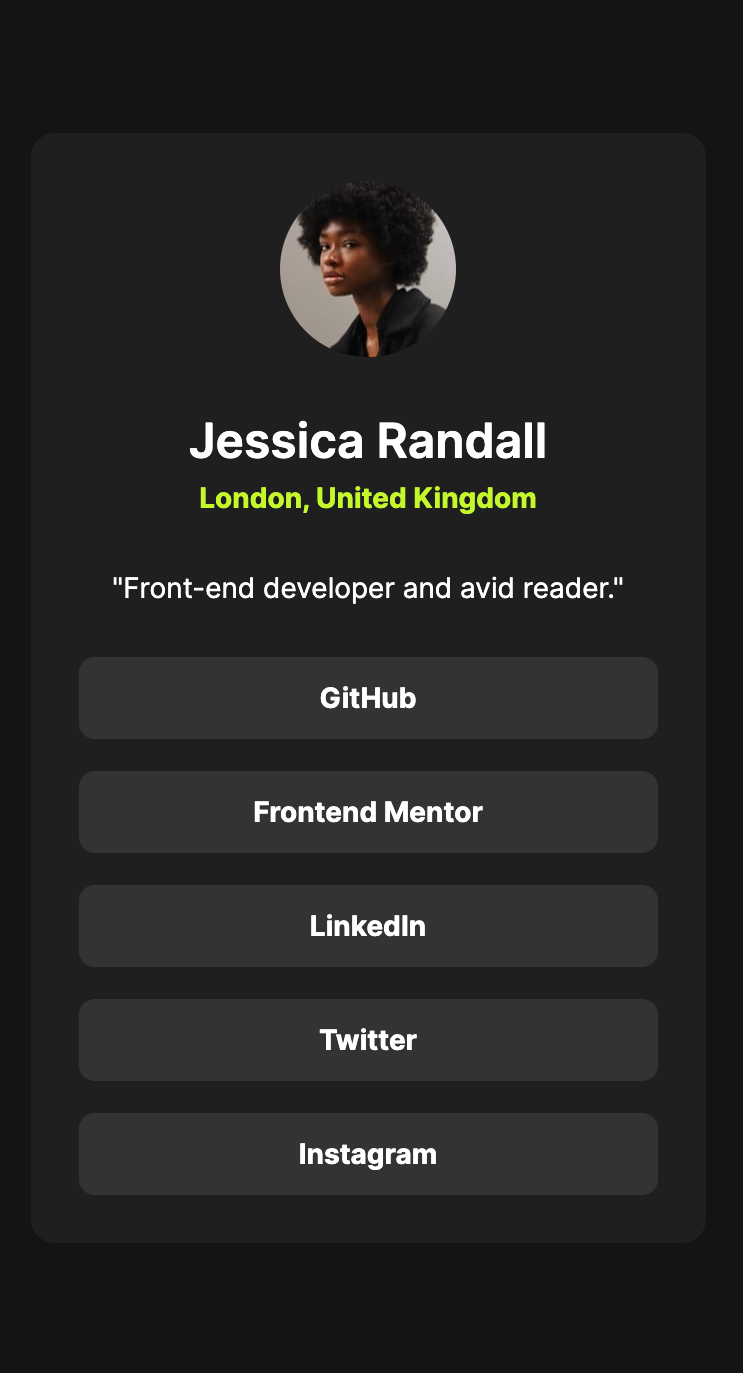 Jessica Randall
London, United Kingdom
"Front-end developer and avid reader."
GitHub
Frontend Mentor
LinkedIn
Twitter
Instagram